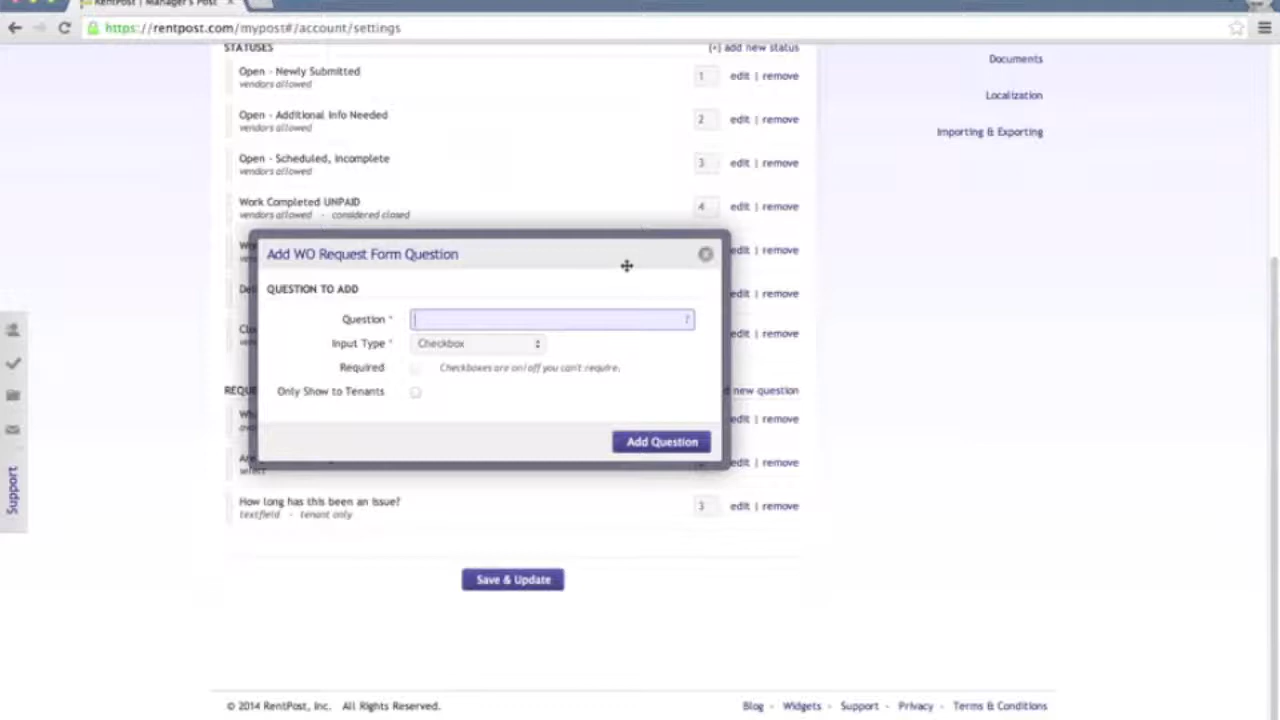 RentPost | Manager's Post
https://rentpost.com/mypost#/account/settings
STATUSES
[+] add new status
Open - Newly Submitted
vendors allowed
1
edit | remove
Open - Additional Info Needed
vendors allowed
2
edit | remove
Open - Scheduled, Incomplete
vendors allowed
3
edit | remove
Work Completed UNPAID
vendors allowed - considered closed
4
edit | remove
edit | remove
edit | remove
edit | remove
Documents
Localization
Importing & Exporting
Add WO Request Form Question
QUESTION TO ADD
Question *
?
Input Type *
Checkbox
Required
Checkboxes are on/off you can't require.
Only Show to Tenants
Add Question
new question
edit | remove
select
edit | remove
How long has this been an issue?
textfield - tenant only
3
edit | remove
Save & Update
Support
© 2014 RentPost, Inc. All Rights Reserved.
Blog - Widgets - Support - Privacy - Terms & Conditions